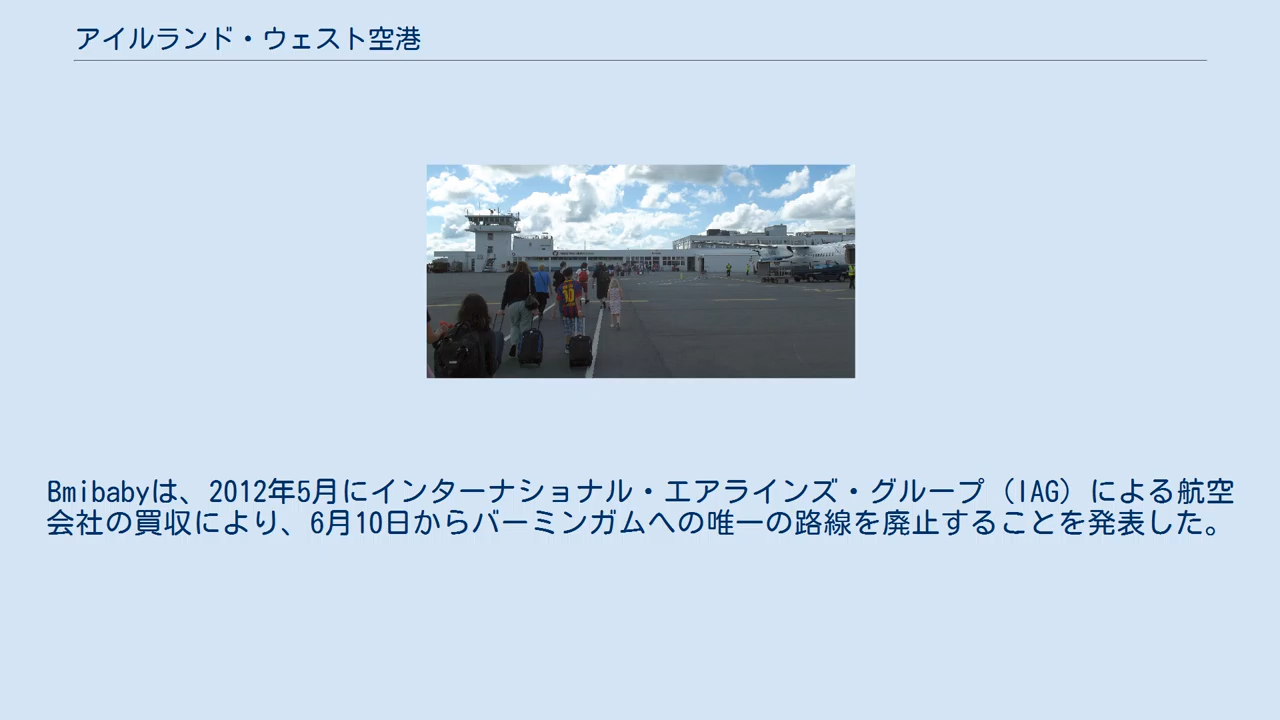 アイルランド・ウェスト空港
10
Bmibabyは、2012年5月にインターナショナル・エアラインズ・グループ（IAG）による航空
会社の買収により、6月10日からバーミンガムへの唯一の路線を廃止することを発表した。